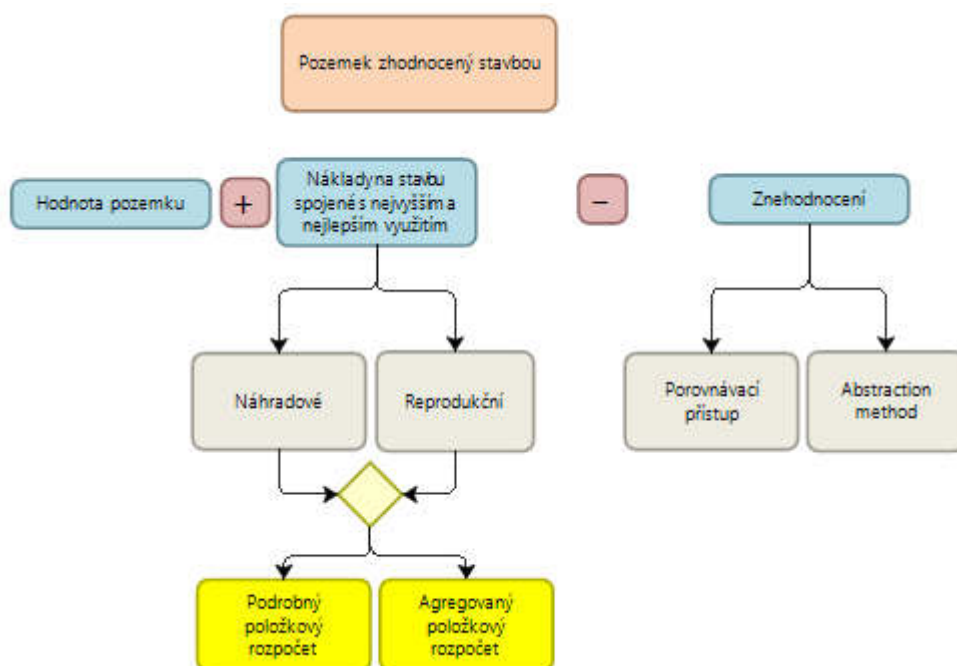 Pozemek zhodnocený stavbou
Hodnota pozemku
+
Nákladyna stavbu
spojené s nejvyšším a
nejlepším využitím
–
Znehodnocení
Náhradové
Reprodukční
Porovnávací
přístup
Abstraction
method
Podrobný
položkový
rozpočet
Agregovaný
položkový
rozpočet